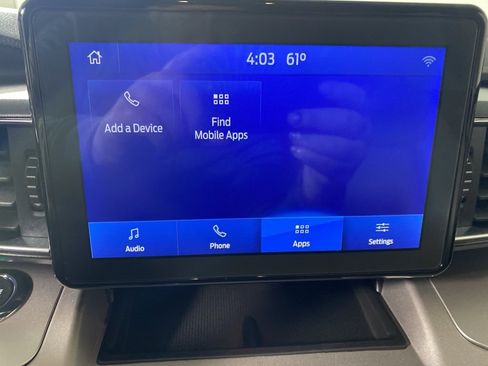 4:03 61°
Add a Device
Find
Mobile Apps
Audio
Phone
Apps
Settings